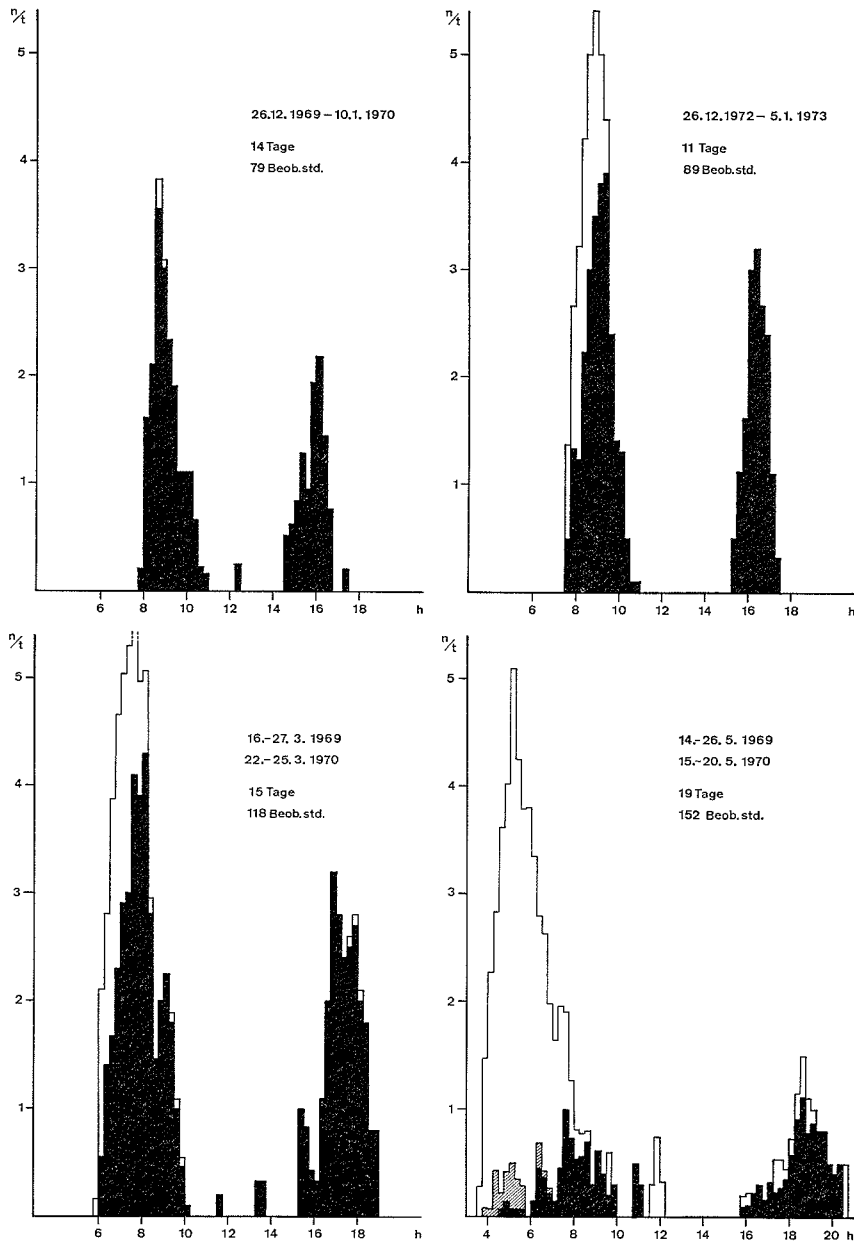 n/t
5
4
3
2
1
26.12.1969 – 10.1.1970
14 Tage
79 Beob.std.
6 8 10 12 14 16 18 h
n/t
5
4
3
2
1
26.12.1972 – 5.1.1973
11 Tage
89 Beob.std.
6 8 10 12 14 16 18 h
n/t
5
4
3
2
1
16.-27. 3. 1969
22.-25.3. 1970
15 Tage
118 Beob.std.
6 8 10 12 14 16 18 h
n/t
5
4
3
2
1
14.-26. 5. 1969
15.-20.5. 1970
19 Tage
152 Beob.std.
4 6 8 10 12 14 16 18 20 h